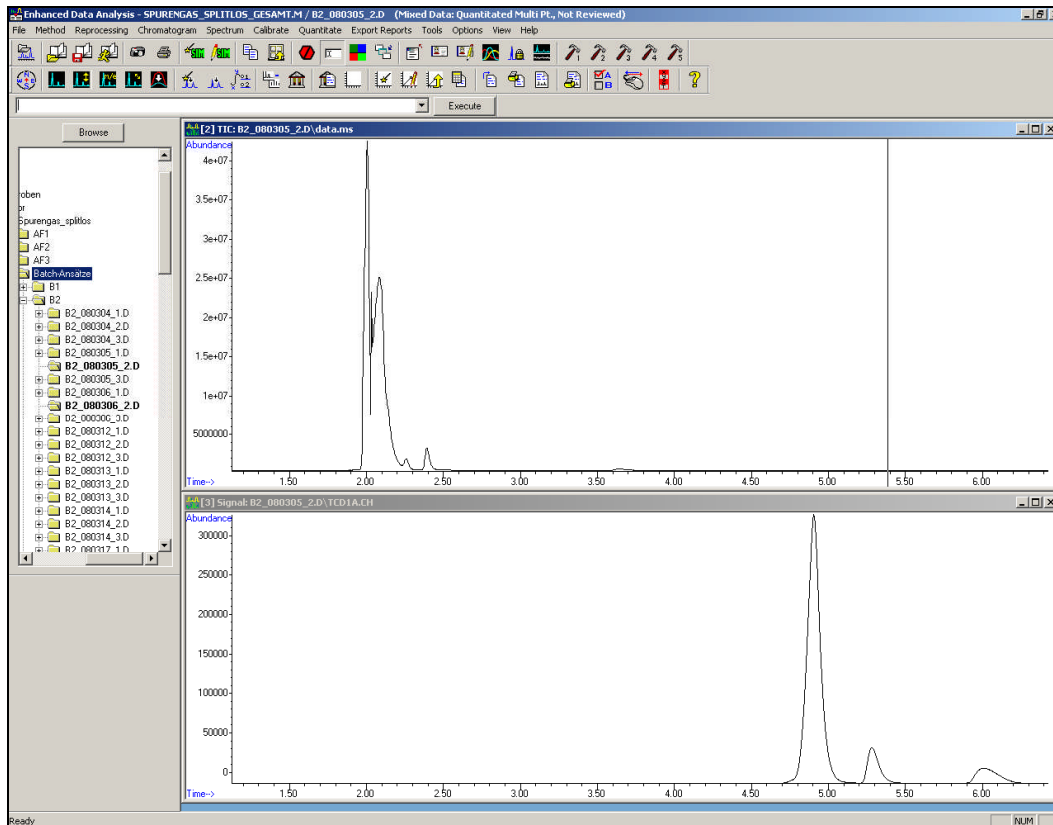 Enhanced Data Analysis - SPURENGAS_SPLITLOS_GESAMT.M / B2_080305_2.D (Mixed Data: Quantitated Multi Pt., Not Reviewed)
File Method Reprocessing Chromatogram Spectrum Calibrate Quantitate Export Reports Tools Options View Help
Execute
Browse
roben
or
Spurengas_splitlos
AF1
AF2
AF3
Batch-Ansätze
B1
B2
B2_080304_1.D
B2_080304_2.D
B2_080304_3.D
B2_080305_1.D
B2_080305_2.D
B2_080305_3.D
B2_080306_1.D
B2_080306_2.D
B2_080306_3.D
B2_080312_1.D
B2_080312_2.D
B2_080312_3.D
B2_080313_1.D
B2_080313_2.D
B2_080313_3.D
B2_080314_1.D
B2_080314_2.D
B2_080314_3.D
B2_080317_1.D
[2] TIC: B2_080305_2.D\data.ms
Abundance
4e+07
3.5e+07
3e+07
2.5e+07
2e+07
1.5e+07
1e+07
5000000
Time--> 1.50 2.00 2.50 3.00 3.50 4.00 4.50 5.00 5.50 6.00
[3] Signal: B2_080305_2.D\TCD1A.CH
Abundance
300000
250000
200000
150000
100000
50000
0
Time--> 1.50 2.00 2.50 3.00 3.50 4.00 4.50 5.00 5.50 6.00
Ready NUM